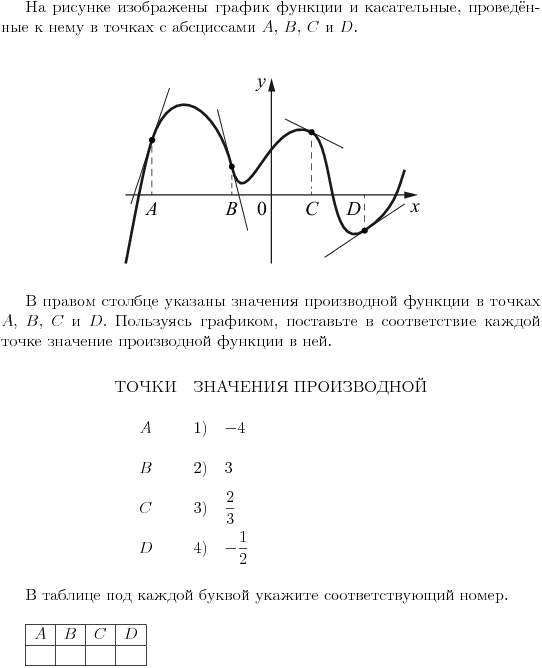 На рисунке изображены график функции и касательные, проведён-
ные к нему в точках с абсциссами A, B, C и D.
y
A B 0 C D x
В правом столбце указаны значения производной функции в точках
A, B, C и D. Пользуясь графиком, поставьте в соответствие каждой
точке значение производной функции в ней.
ТОЧКИ ЗНАЧЕНИЯ ПРОИЗВОДНОЙ
A 1) −4
B 2) 3
C 3) 2/3
D 4) −1/2
В таблице под каждой буквой укажите соответствующий номер.
A B C D